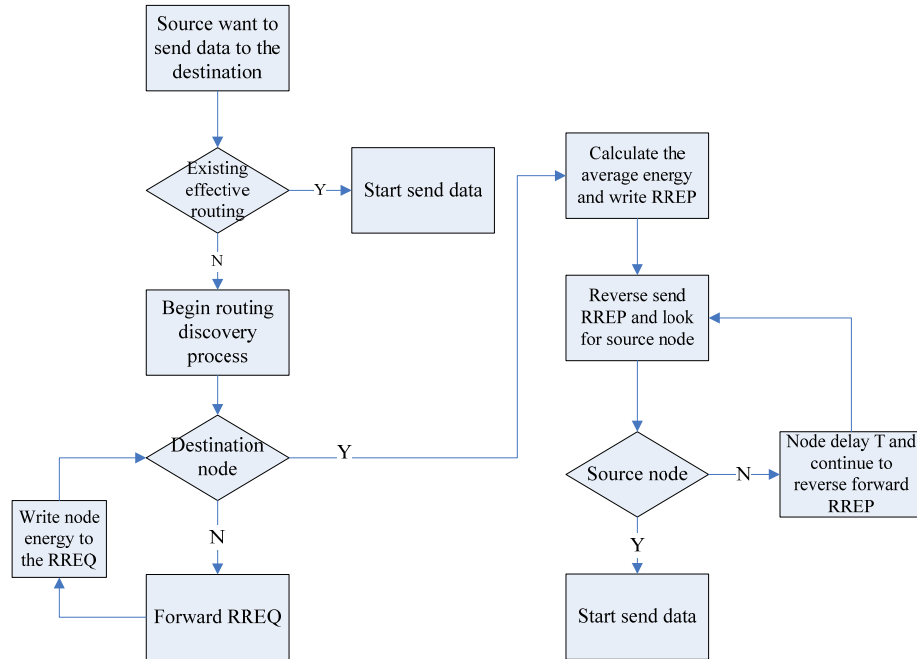 Source want to
send data to the
destination
Existing
effective
routing
Y
Start send data
N
Begin routing
discovery
process
Destination
node
Y
N
Write node
energy to
the RREQ
Forward RREQ
Calculate the
average energy
and write RREP
Reverse send
RREP and look
for source node
Source node
N
Node delay T and
continue to
reverse forward
RREP
Y
Start send data